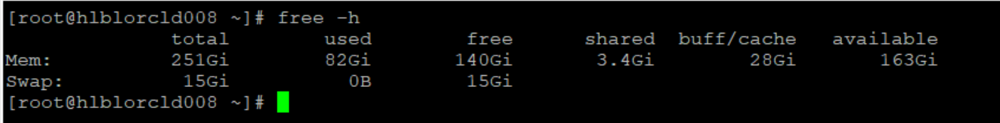 [root@hlblorcld008 ~]# free -h
total used free shared buff/cache available
Mem: 251Gi 82Gi 140Gi 3.4Gi 28Gi 163Gi
Swap: 15Gi 0B 15Gi
[root@hlblorcld008 ~]#